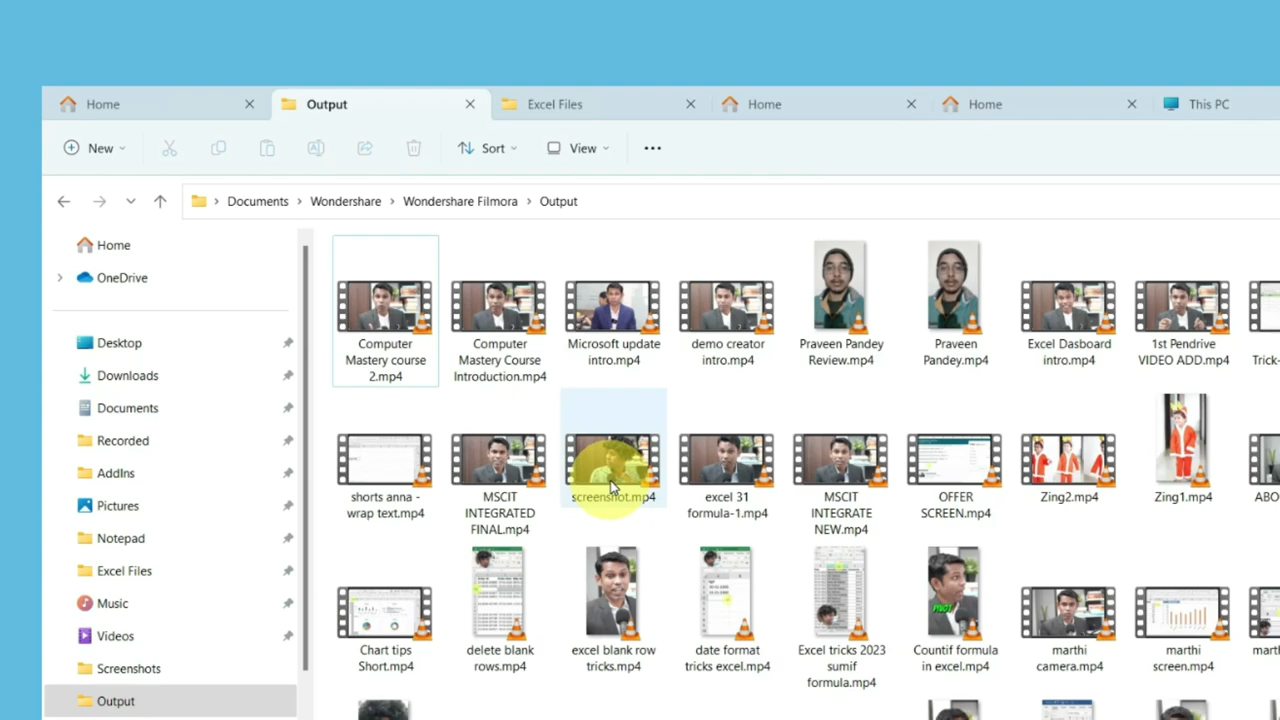 Home
Output
Excel Files
Home
Home
This PC
New
Sort
View
Documents
Wondershare
Wondershare Filmora
Output
Home
OneDrive
Desktop
Downloads
Documents
Recorded
AddIns
Pictures
Notepad
Excel Files
Music
Videos
Screenshots
Output
Computer
Mastery course
2.mp4
Computer
Mastery Course
Introduction.mp4
Microsoft update
intro.mp4
demo creator
intro.mp4
Praveen Pandey
Review.mp4
Praveen
Pandey.mp4
Excel Dasboard
intro.mp4
1st Pendrive
VIDEO ADD.mp4
Trick-
shorts anna -
wrap text.mp4
MSCIT
INTEGRATED
FINAL.mp4
screenshot.mp4
excel 31
formula-1.mp4
MSCIT
INTEGRATE
NEW.mp4
OFFER
SCREEN.mp4
Zing2.mp4
Zing1.mp4
ABO
Chart tips
Short.mp4
delete blank
rows.mp4
excel blank row
tricks.mp4
date format
tricks excel.mp4
Excel tricks 2023
sumif
formula.mp4
Countif formula
in excel.mp4
marthi
camera.mp4
marthi
screen.mp4
mart